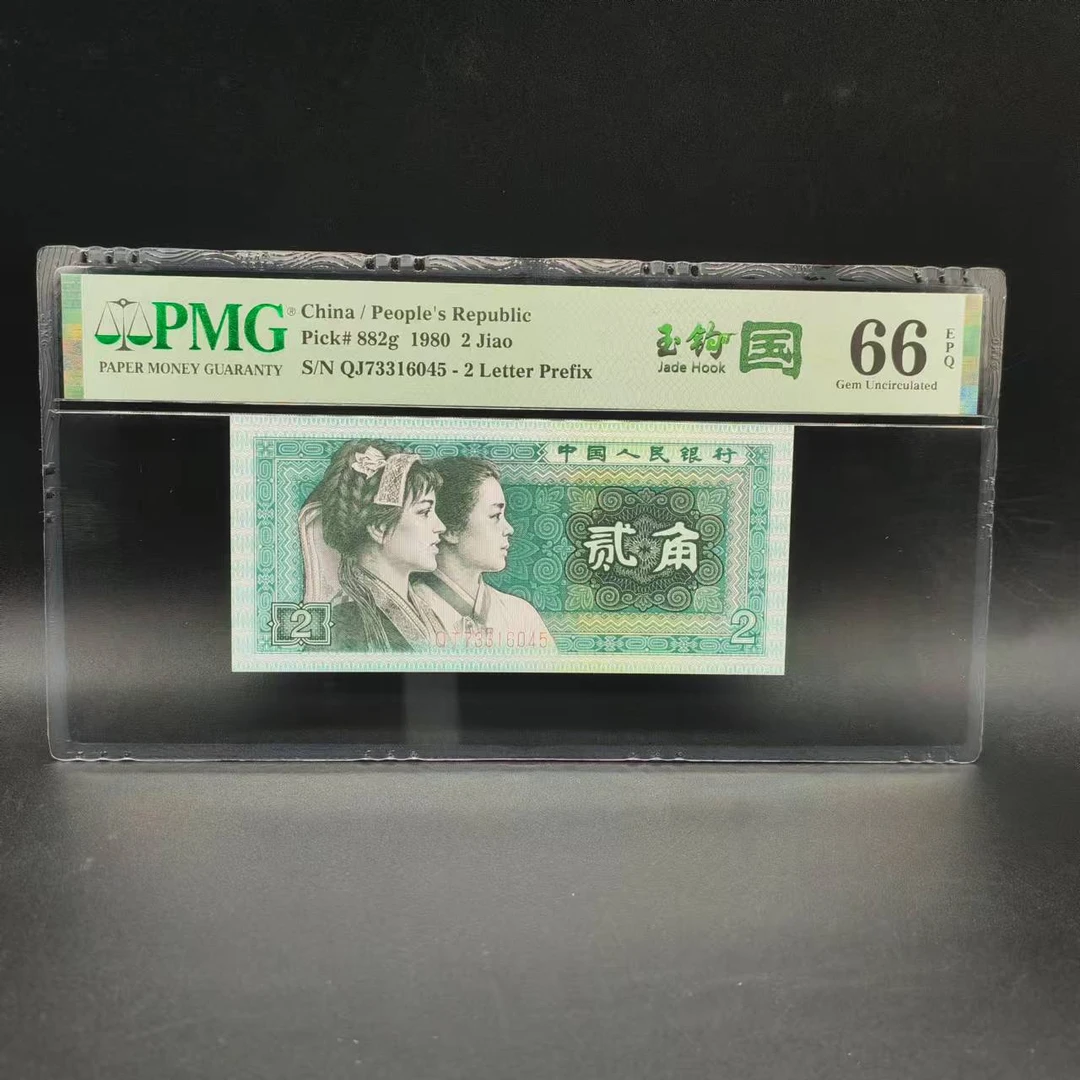 PMG®
PAPER MONEY GUARANTY
China / People's Republic
Pick# 882g 1980 2 Jiao
S/N QJ73316045 - 2 Letter Prefix
玉钩国
Jade Hook
66 EPQ
Gem Uncirculated
中国人民银行
贰角
2
QJ73316045
2